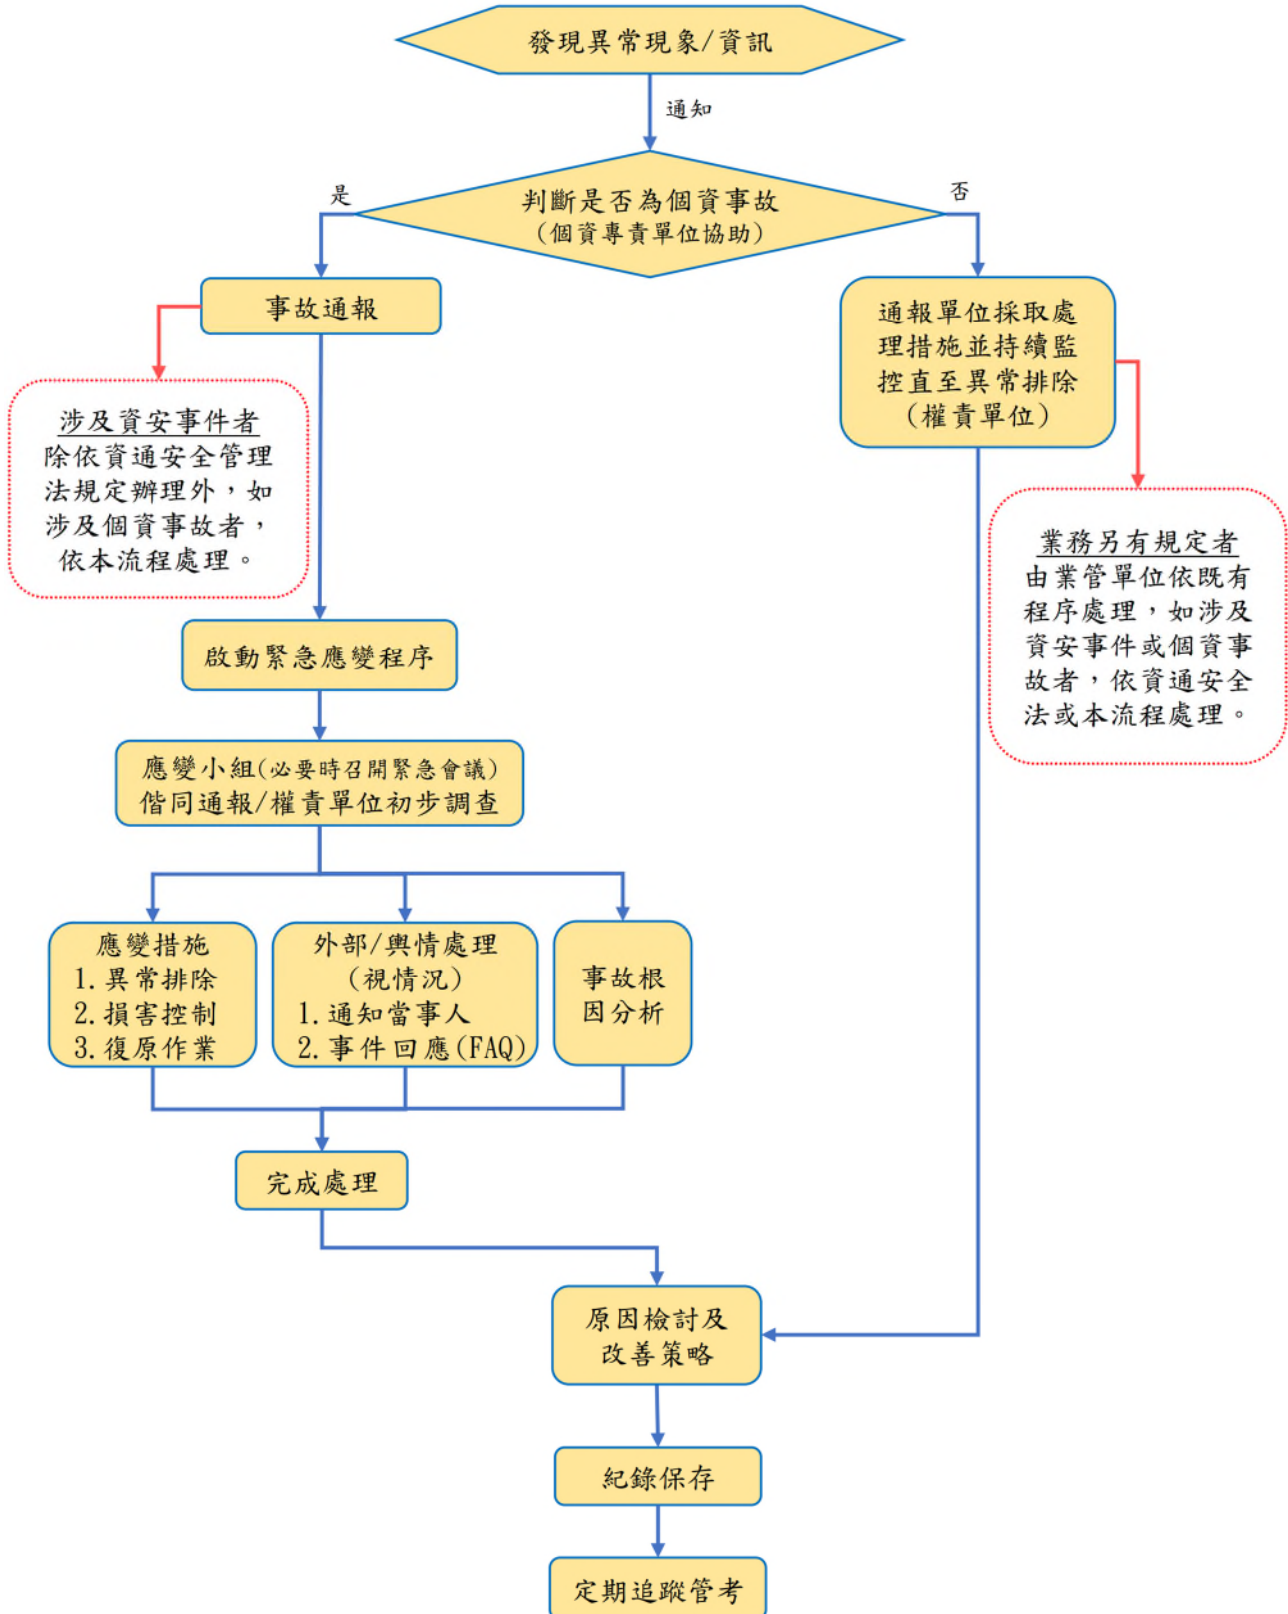 發現異常現象/資訊
通知
判斷是否為個資事故
(個資專責單位協助)
是
否
事故通報
通報單位採取處
理措施並持續監
控直至異常排除
(權責單位)
涉及資安事件者
除依資通安全管理
法規定辦理外，如
涉及個資事故者，
依本流程處理。
業務另有規定者
由業管單位依既有
程序處理，如涉及
資安事件或個資事
故者，依資通安全
法或本流程處理。
啟動緊急應變程序
應變小組(必要時召開緊急會議)
偕同通報/權責單位初步調查
應變措施
1.異常排除
2.損害控制
3.復原作業
外部/輿情處理
(視情況)
1.通知當事人
2.事件回應(FAQ)
事故根
因分析
完成處理
原因檢討及
改善策略
紀錄保存
定期追蹤管考